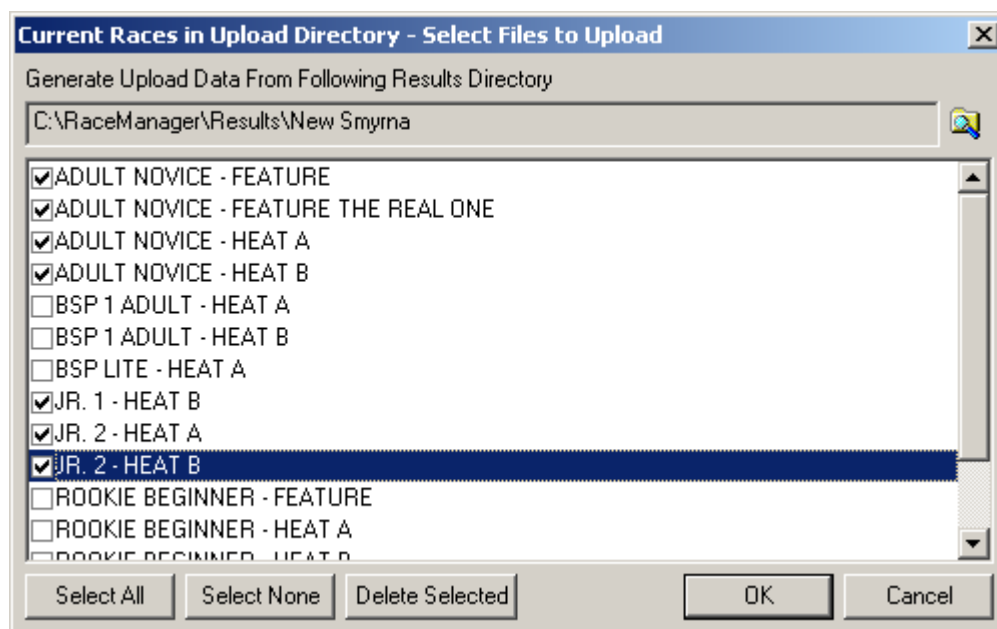 Current Races in Upload Directory - Select Files to Upload
Generate Upload Data From Following Results Directory
C:\RaceManager\Results\New Smyrna
ADULT NOVICE - FEATURE
ADULT NOVICE - FEATURE THE REAL ONE
ADULT NOVICE - HEAT A
ADULT NOVICE - HEAT B
BSP 1 ADULT - HEAT A
BSP 1 ADULT - HEAT B
BSP LITE - HEAT A
JR. 1 - HEAT B
JR. 2 - HEAT A
JR. 2 - HEAT B
ROOKIE BEGINNER - FEATURE
ROOKIE BEGINNER - HEAT A
ROOKIE BEGINNER - HEAT B
Select All Select None Delete Selected OK Cancel